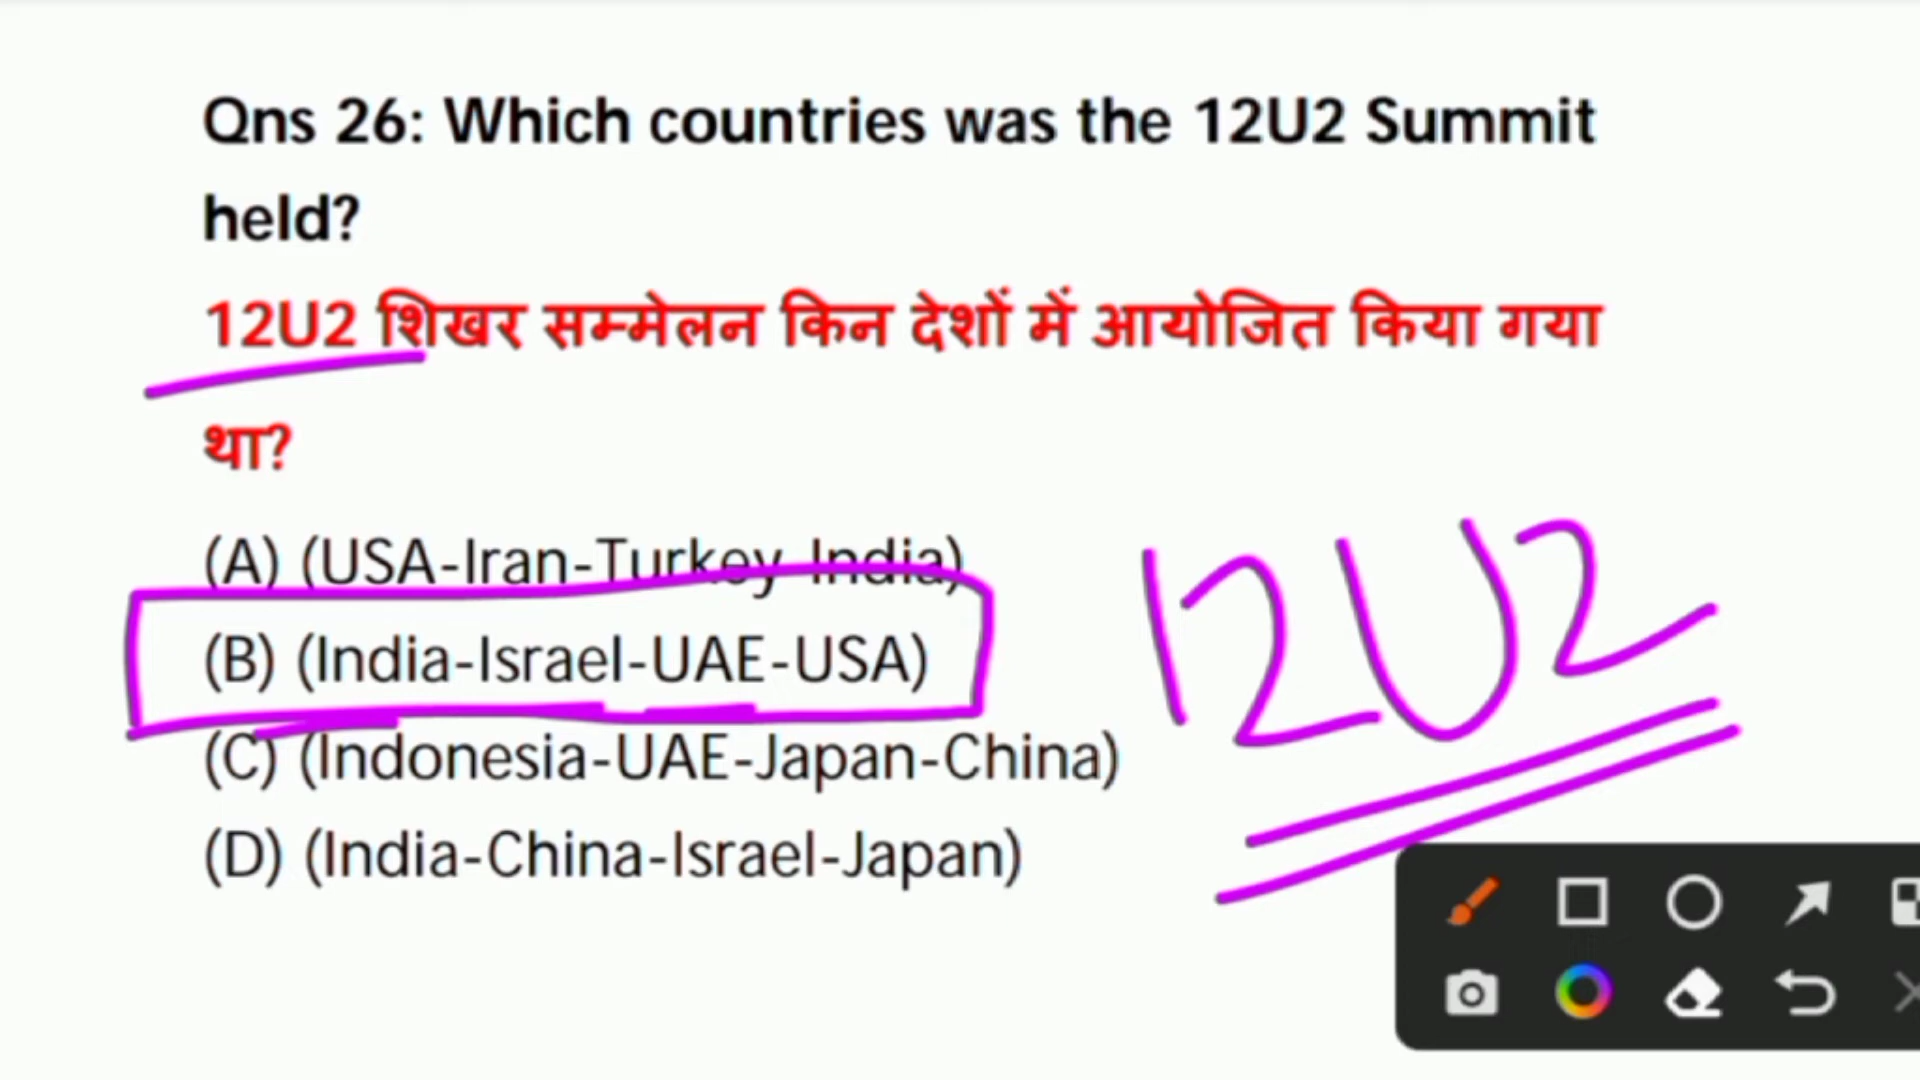 Qns 26: Which countries was the 12U2 Summit
held?
12U2 शिखर सम्मेलन किन देशों में आयोजित किया गया
था?
(A) (USA-Iran-Turkey-India)
(B) (India-Israel-UAE-USA)
(C) (Indonesia-UAE-Japan-China)
(D) (India-China-Israel-Japan)
12U2